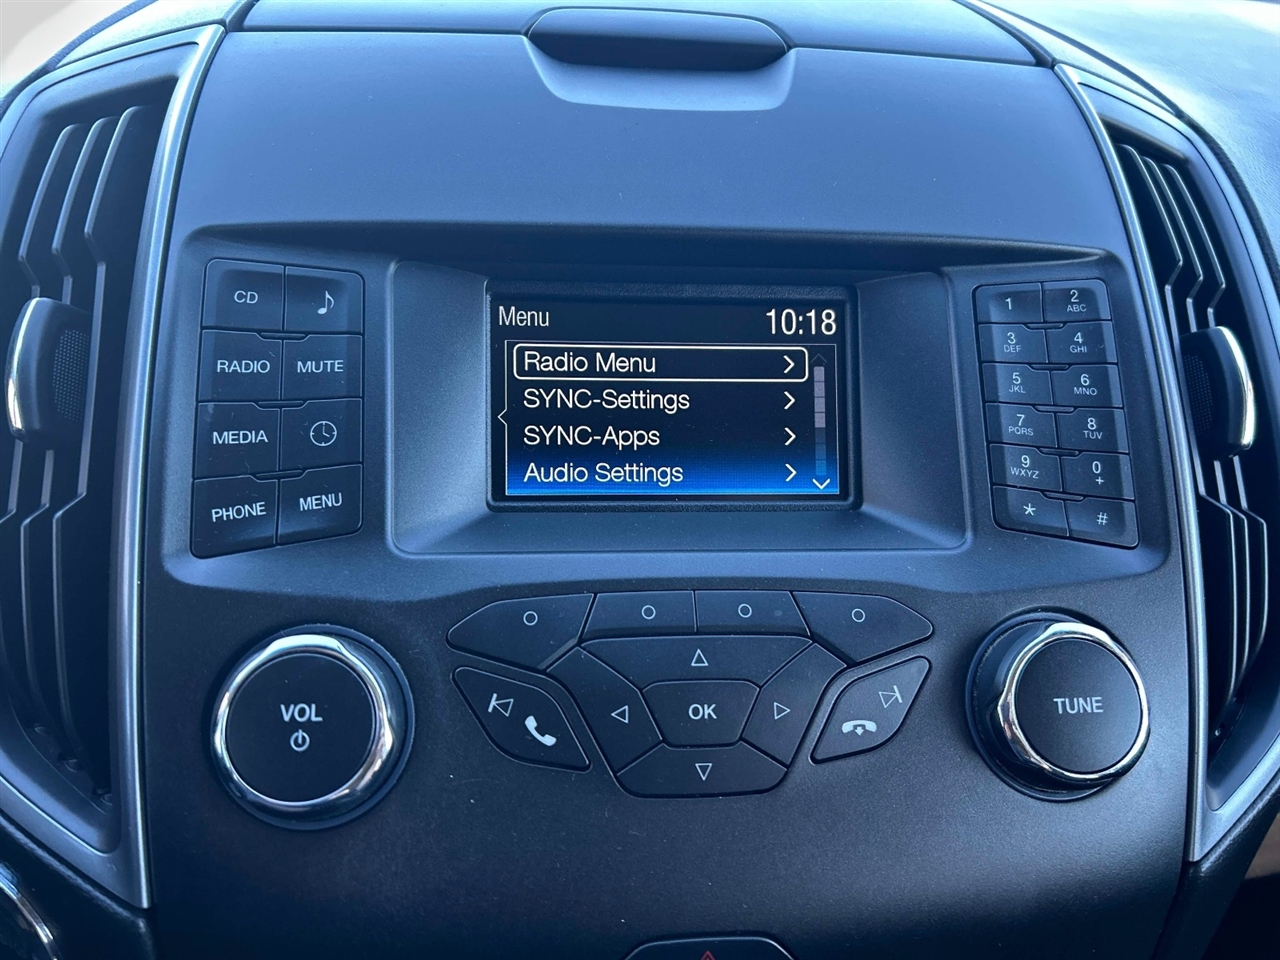 CD
RADIO MUTE
MEDIA
PHONE MENU
Menu 10:18
Radio Menu
SYNC-Settings
SYNC-Apps
Audio Settings
1 2 ABC
3 DEF 4 GHI
5 JKL 6 MNO
7 PQRS 8 TUV
9 WXYZ 0 +
* #
VOL
OK
TUNE